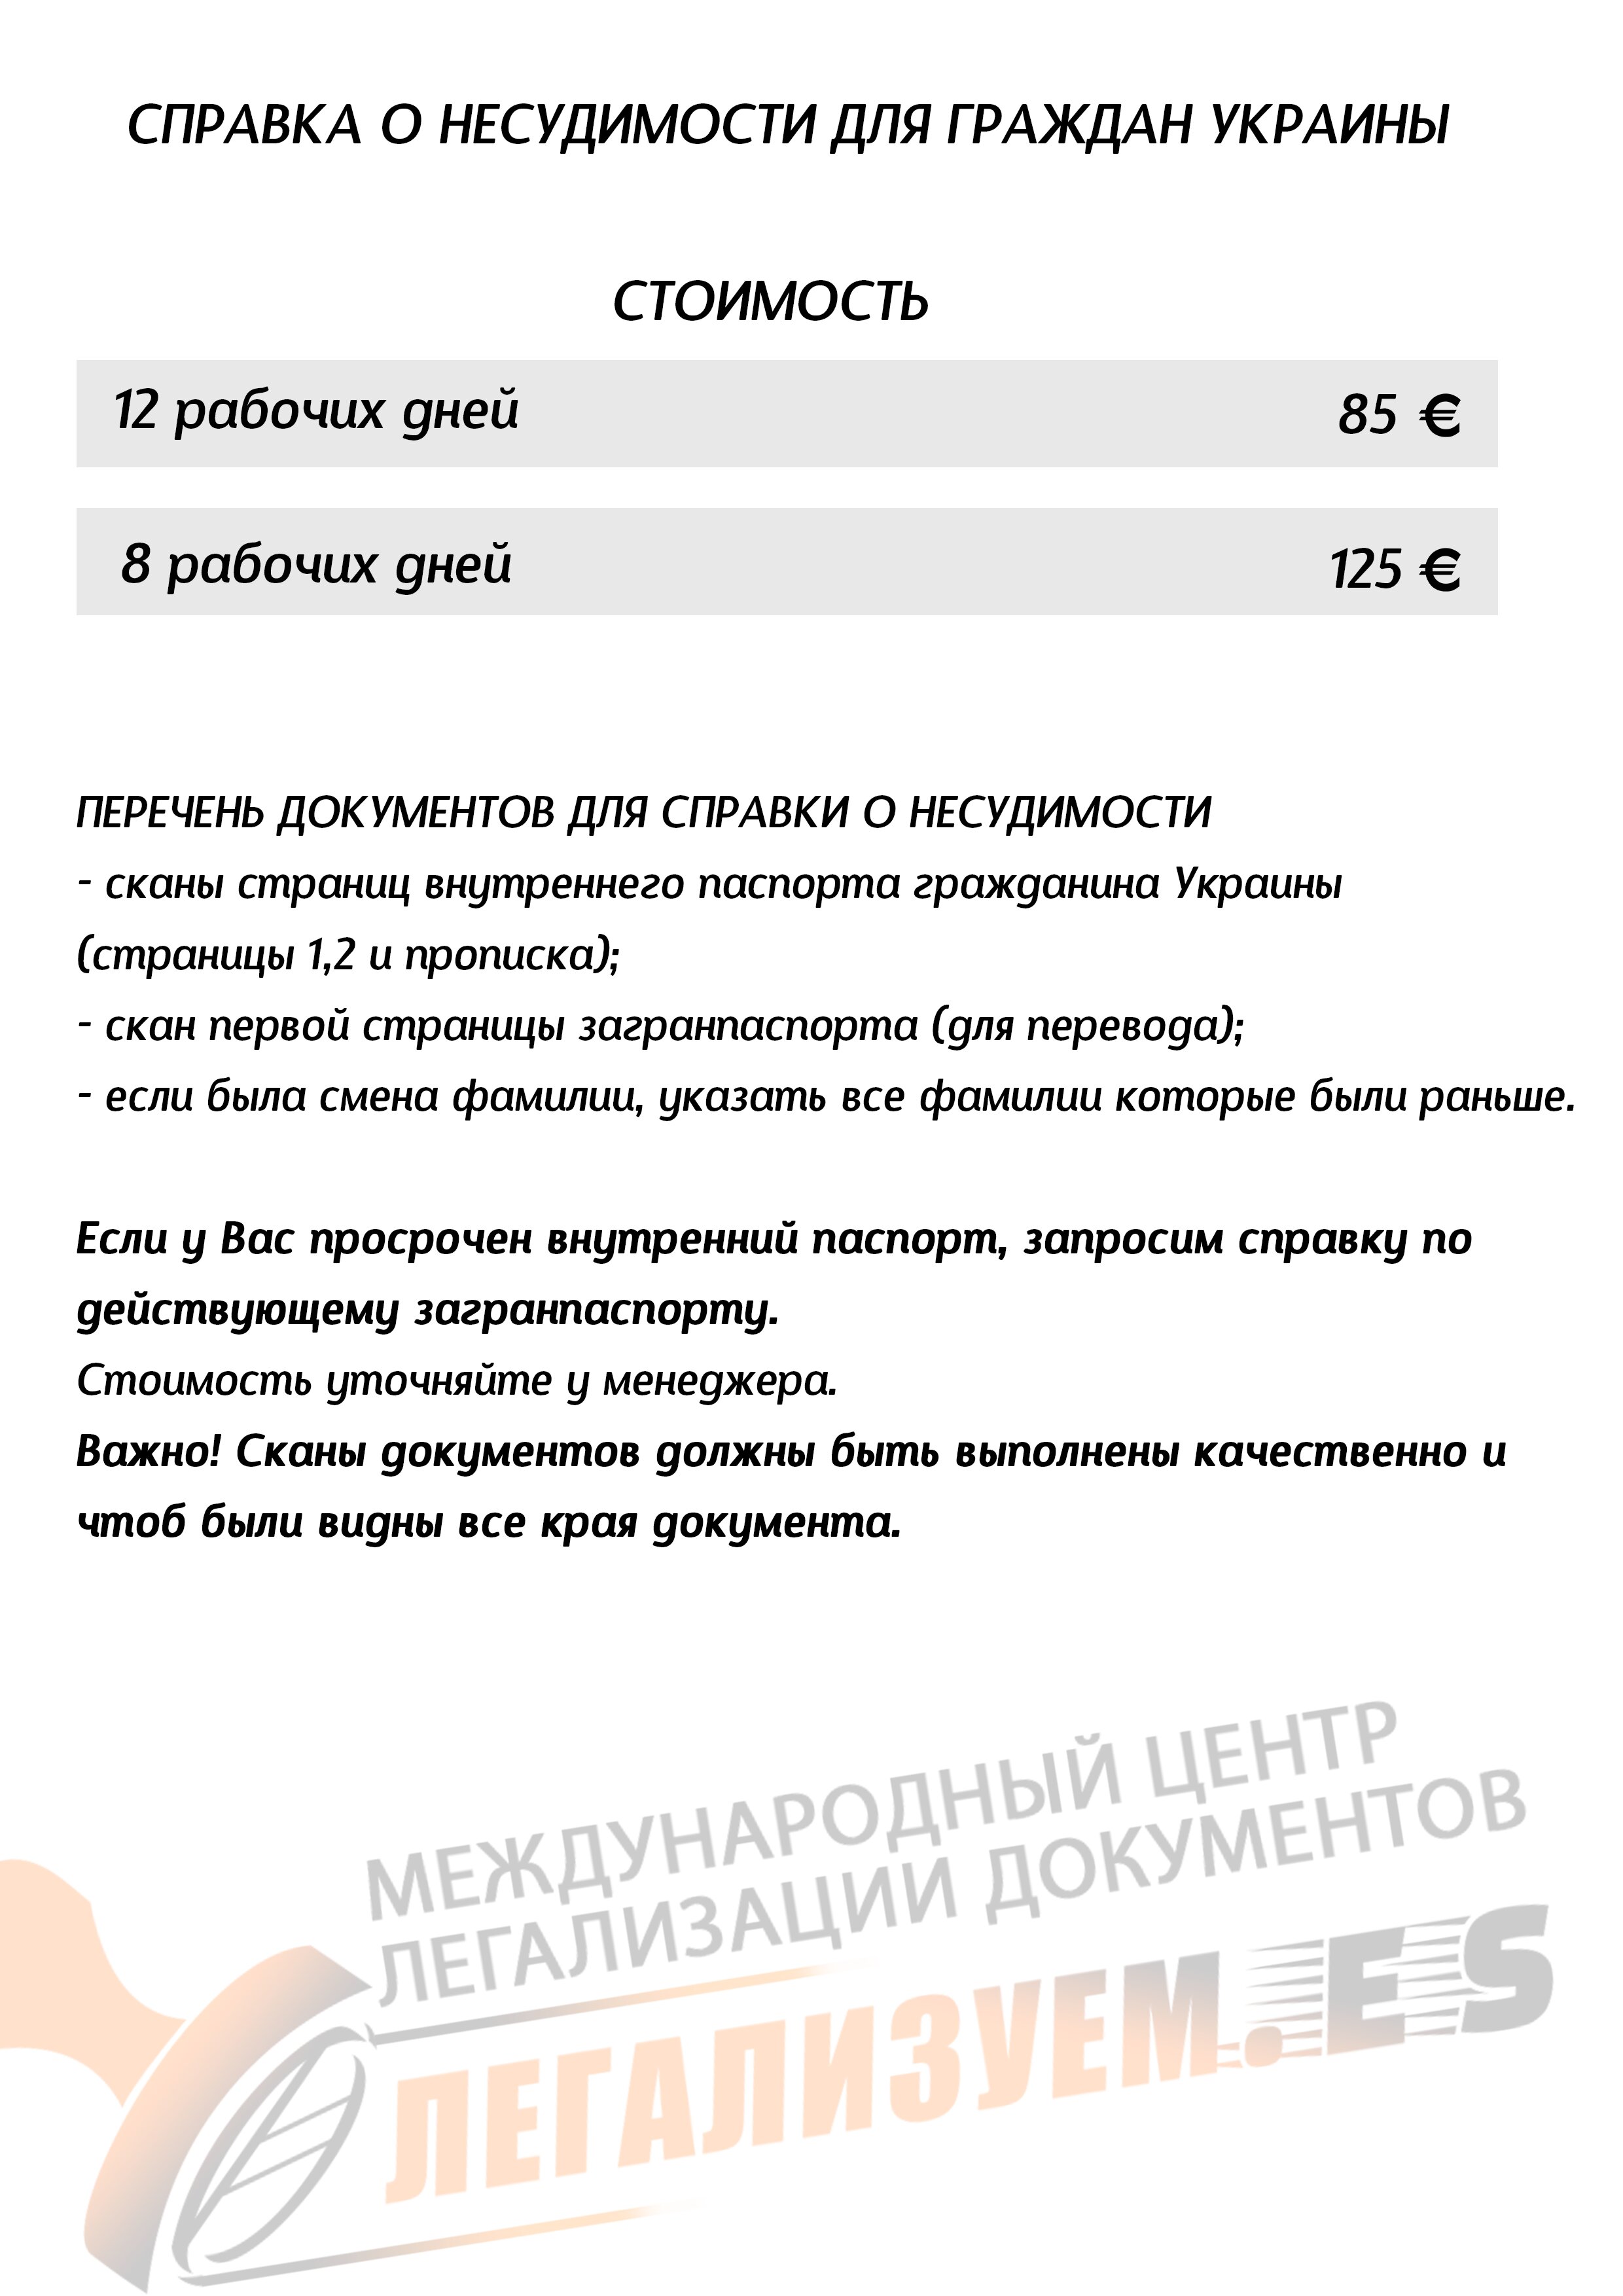 СПРАВКА О НЕСУДИМОСТИ ДЛЯ ГРАЖДАН УКРАИНЫ
СТОИМОСТЬ
12 рабочих дней 85 €
8 рабочих дней 125 €
ПЕРЕЧЕНЬ ДОКУМЕНТОВ ДЛЯ СПРАВКИ О НЕСУДИМОСТИ
- сканы страниц внутреннего паспорта гражданина Украины
(страницы 1,2 и прописка);
- скан первой страницы загранпаспорта (для перевода);
- если была смена фамилии, указать все фамилии которые были раньше.
Если у Вас просрочен внутренний паспорт, запросим справку по
действующему загранпаспорту.
Стоимость уточняйте у менеджера.
Важно! Сканы документов должны быть выполнены качественно и
чтоб были видны все края документа.
МЕЖДУНАРОДНЫЙ ЦЕНТР
ЛЕГАЛИЗАЦИИ ДОКУМЕНТОВ
ЛЕГАЛИЗУЕМ.ES